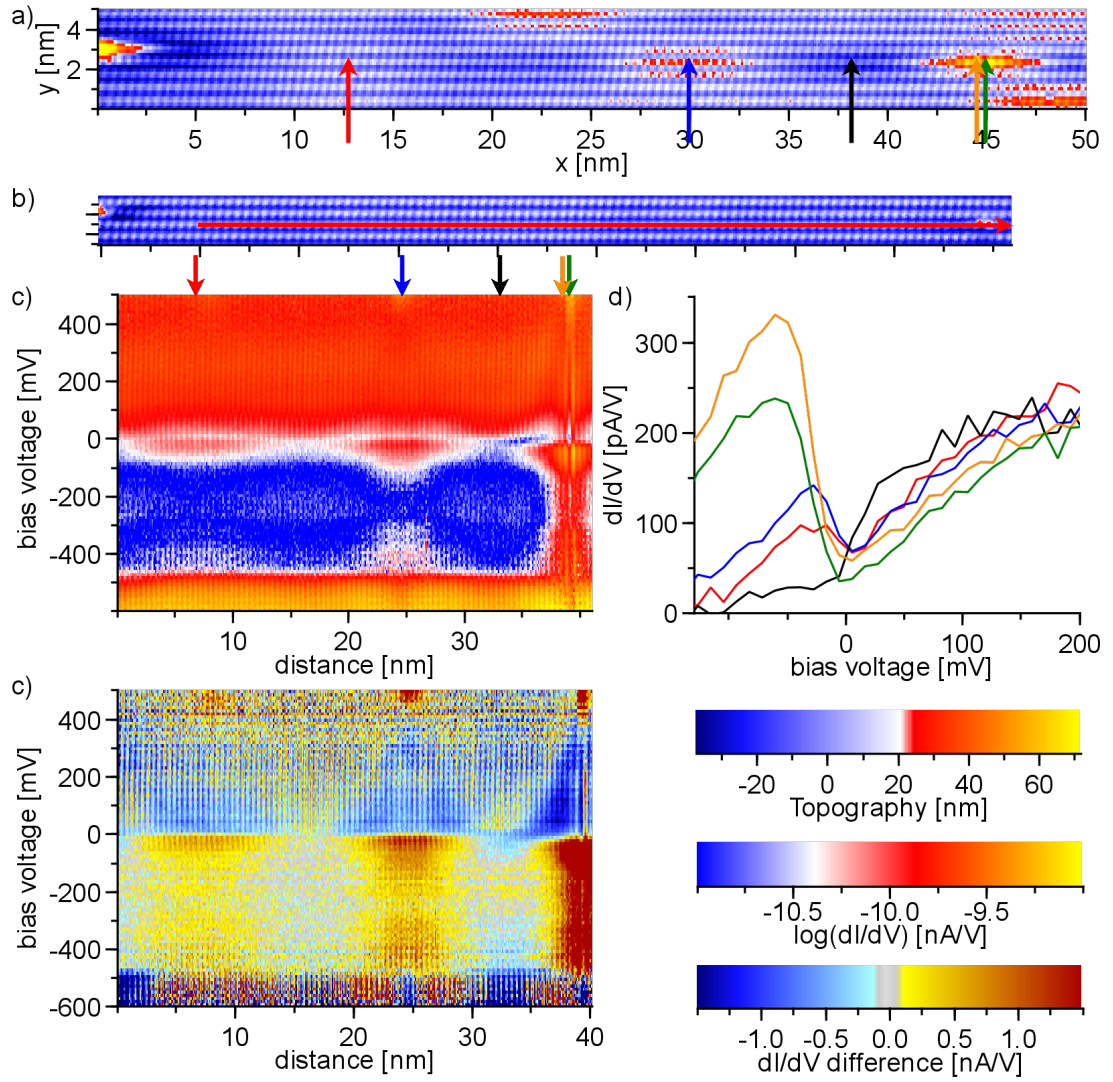 a)
4
2
y [nm]
5 10 15 20 25 30 35 40 45 50
x [nm]
b)
c)
400
200
0
-200
-400
bias voltage [mV]
10 20 30
distance [nm]
d)
300
200
100
0
dI/dV [pA/V]
0 100 200
bias voltage [mV]
c)
400
200
0
-200
-400
-600
bias voltage [mV]
10 20 30 40
distance [nm]
-20 0 20 40 60
Topography [nm]
-10.5 -10.0 -9.5
log(dI/dV) [nA/V]
-1.0 -0.5 0.0 0.5 1.0
dI/dV difference [nA/V]